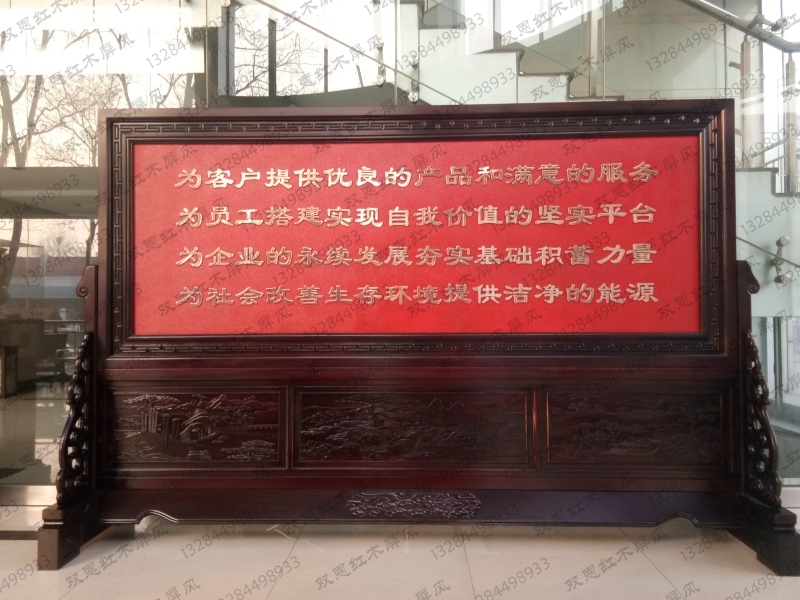 为客户提供优良的产品和满意的服务
为员工搭建实现自我价值的坚实平台
为企业的永续发展夯实基础积蓄力量
为社会改善生存环境提供洁净的能源
双恩红木屏风
13284498933